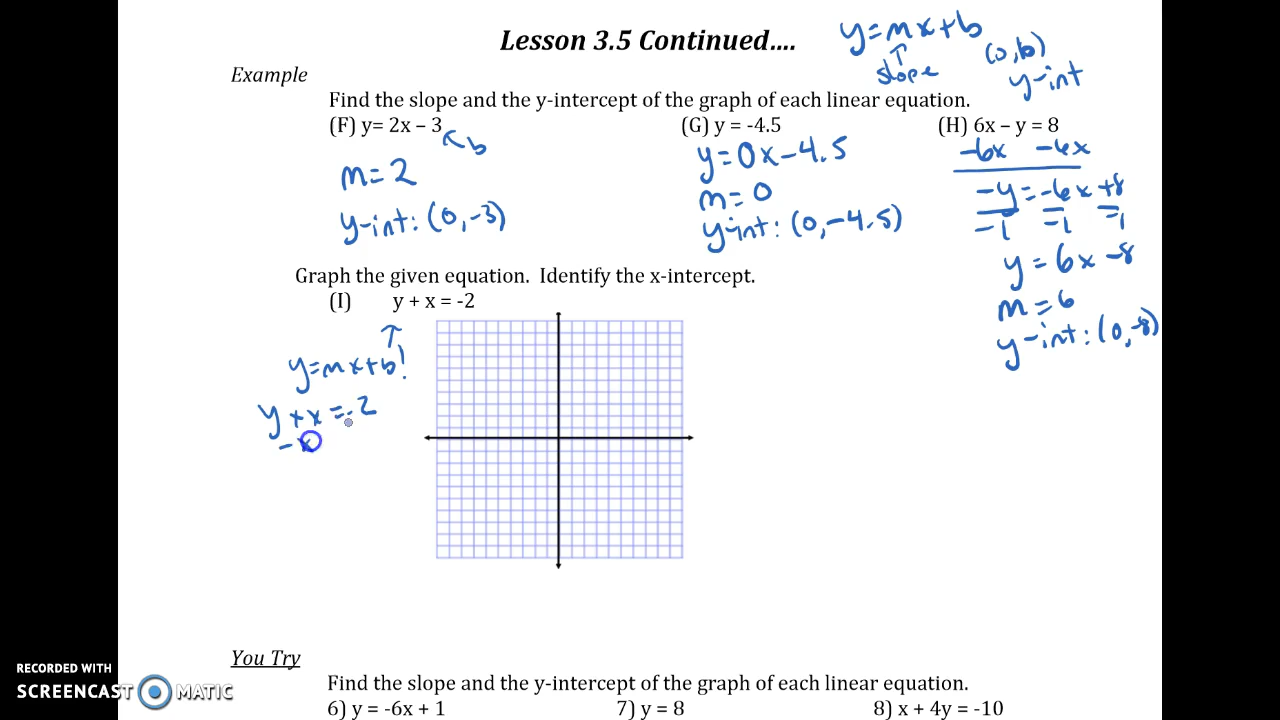 Lesson 3.5 Continued....
y=mx+b
↑
slope
(0,b)
y-int
Example
Find the slope and the y-intercept of the graph of each linear equation.
(F) y= 2x – 3
↖b
m=2
y-int: (0,-3)
(G) y = -4.5
y=0x-4.5
m=0
y-int: (0,-4.5)
(H) 6x – y = 8
-6x -6x
-y=-6x+8
-1 -1 -1
y=6x-8
m=6
y-int: (0,-8)
Graph the given equation. Identify the x-intercept.
(I) y + x = -2
↑
y=mx+b!
y+x=-2
-x
You Try
Find the slope and the y-intercept of the graph of each linear equation.
6) y = -6x + 1 7) y = 8 8) x + 4y = -10
RECORDED WITH
SCREENCAST MATIC